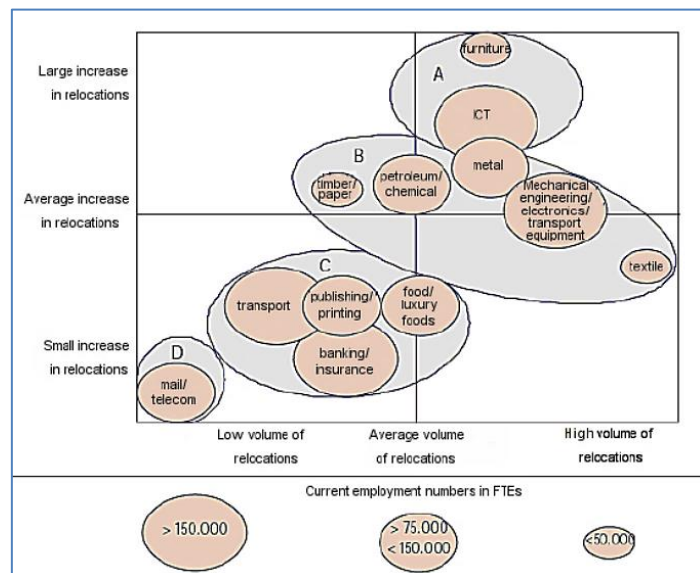 Large increase
in relocations
Average increase
in relocations
Small increase
in relocations
furniture
A
ICT
B
metal
timber/
paper
petroleum/
chemical
Mechanical
engineering/
electronics/
transport
equipment
textile
C
transport
publishing/
printing
food/
luxury
foods
banking/
insurance
D
mail/
telecom
Low volume of
relocations
Average volume
of relocations
High volume of
relocations
Current employment numbers in FTEs
> 150.000
> 75.000
< 150.000
<50.000